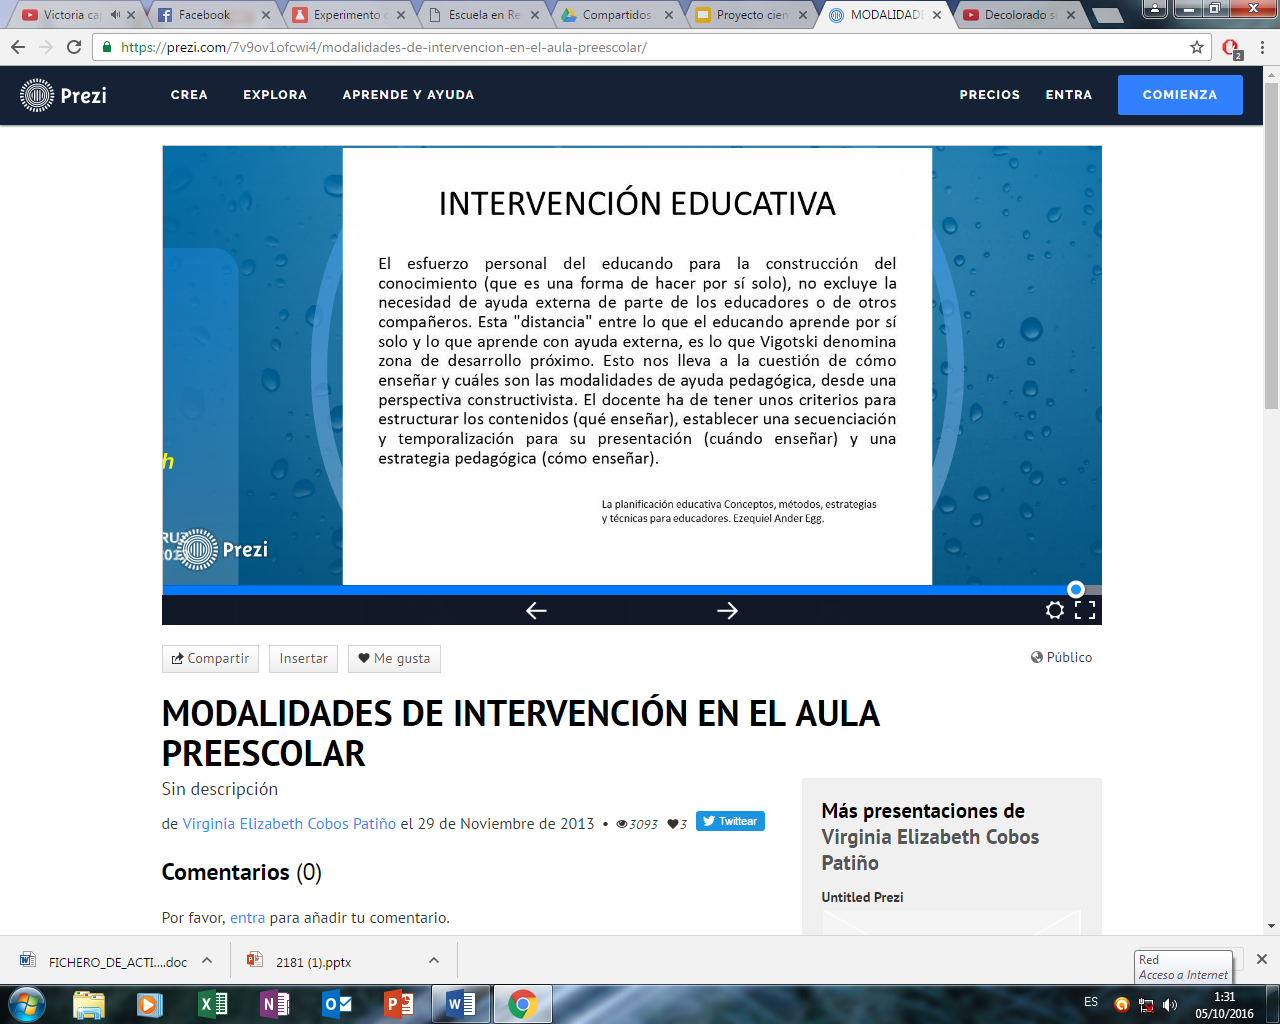 Victoria ca
Facebook
Experimento
Escuela en Re
Compartidos
Proyecto cien
MODALIDAD
Decolorado
https://prezi.com/7v9ov1ofcwi4/modalidades-de-intervencion-en-el-aula-preescolar/
2
Prezi
CREA
EXPLORA
APRENDE Y AYUDA
PRECIOS
ENTRA
COMIENZA
INTERVENCIÓN EDUCATIVA
El esfuerzo personal del educando para la construcción del
conocimiento (que es una forma de hacer por sí solo), no excluye la
necesidad de ayuda externa de parte de los educadores o de otros
compañeros. Esta "distancia" entre lo que el educando aprende por sí
solo y lo que aprende con ayuda externa, es lo que Vigotski denomina
zona de desarrollo próximo. Esto nos lleva a la cuestión de cómo
enseñar y cuáles son las modalidades de ayuda pedagógica, desde una
perspectiva constructivista. El docente ha de tener unos criterios para
estructurar los contenidos (qué enseñar), establecer una secuenciación
y temporalización para su presentación (cuándo enseñar) y una
estrategia pedagógica (cómo enseñar).
La planificación educativa Conceptos, métodos, estrategias
y técnicas para educadores. Ezequiel Ander Egg.
h
Prezi
Compartir
Insertar
Me gusta
Público
MODALIDADES DE INTERVENCIÓN EN EL AULA
PREESCOLAR
Sin descripción
de Virginia Elizabeth Cobos Patiño el 29 de Noviembre de 2013 • 3093 3 Twittear
Comentarios (0)
Por favor, entra para añadir tu comentario.
Más presentaciones de
Virginia Elizabeth Cobos
Patiño
Untitled Prezi
FICHERO_DE_ACTI....doc
2181 (1).pptx
Red
Acceso a Internet
ES
1:31
05/10/2016